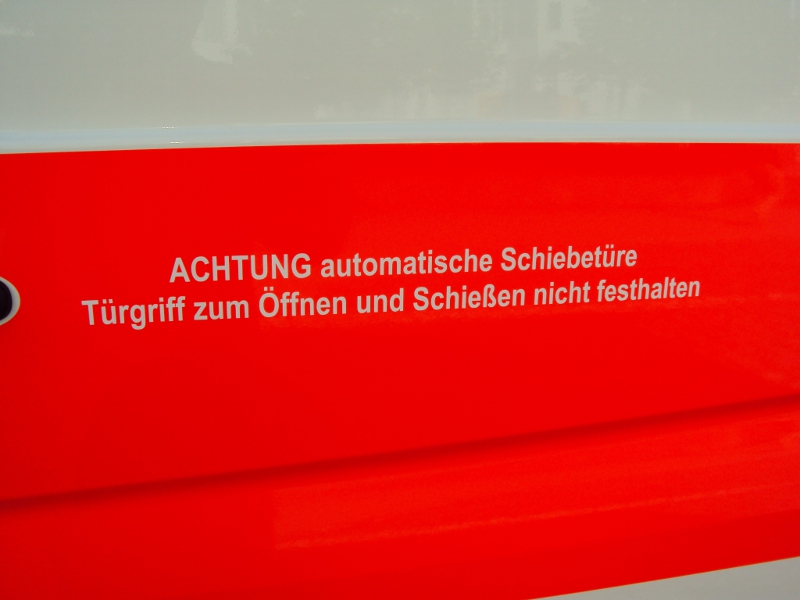 ACHTUNG automatische Schiebetüre
Türgriff zum Öffnen und Schießen nicht festhalten